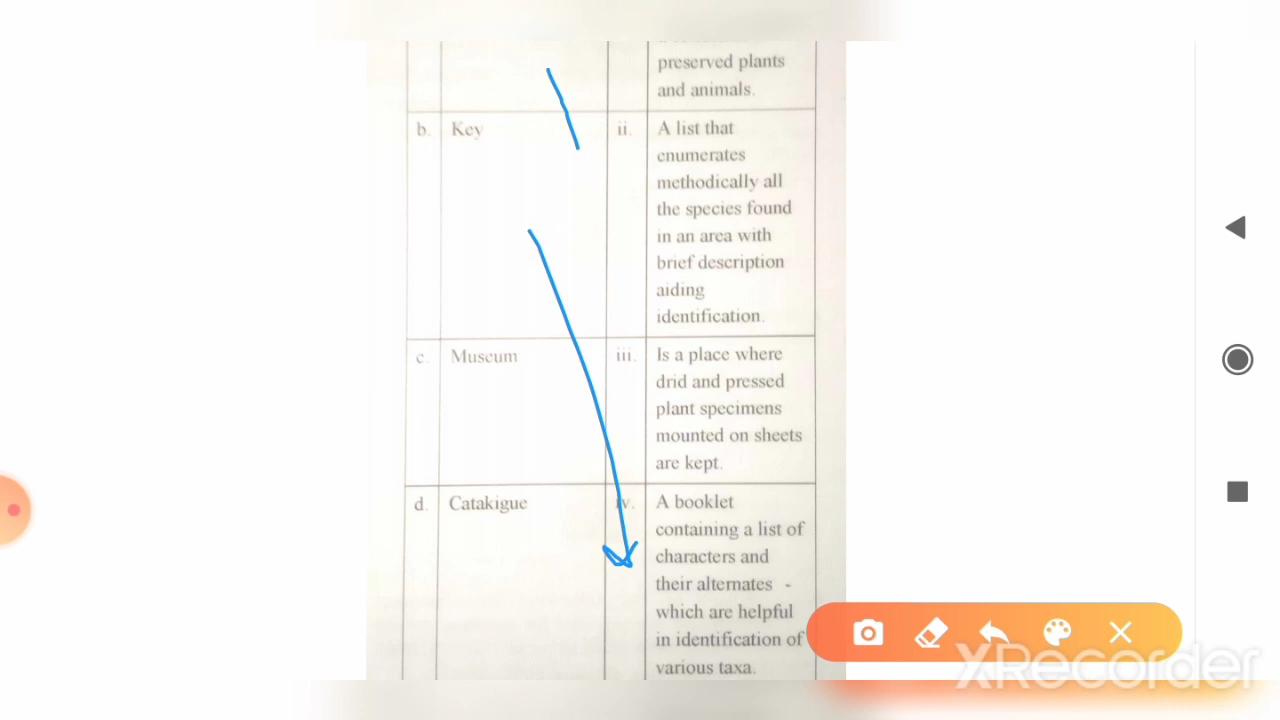 preserved plants
and animals.
b. Key ii. A list that
enumerates
methodically all
the species found
in an area with
brief description
aiding
identification.
c. Museum iii. Is a place where
drid and pressed
plant specimens
mounted on sheets
are kept.
d. Catakigue iv. A booklet
containing a list of
characters and
their alternates -
which are helpful
in identification of
various taxa.
XRecorder